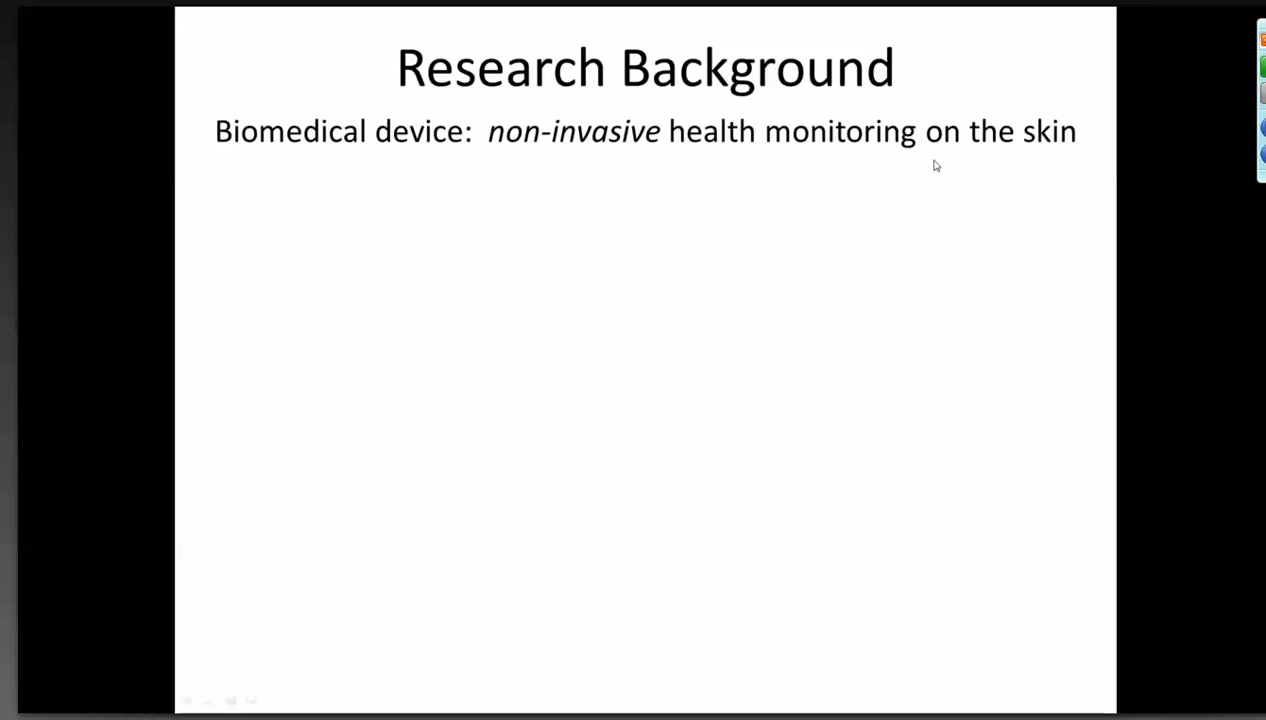 Research Background
Biomedical device: non-invasive health monitoring on the skin